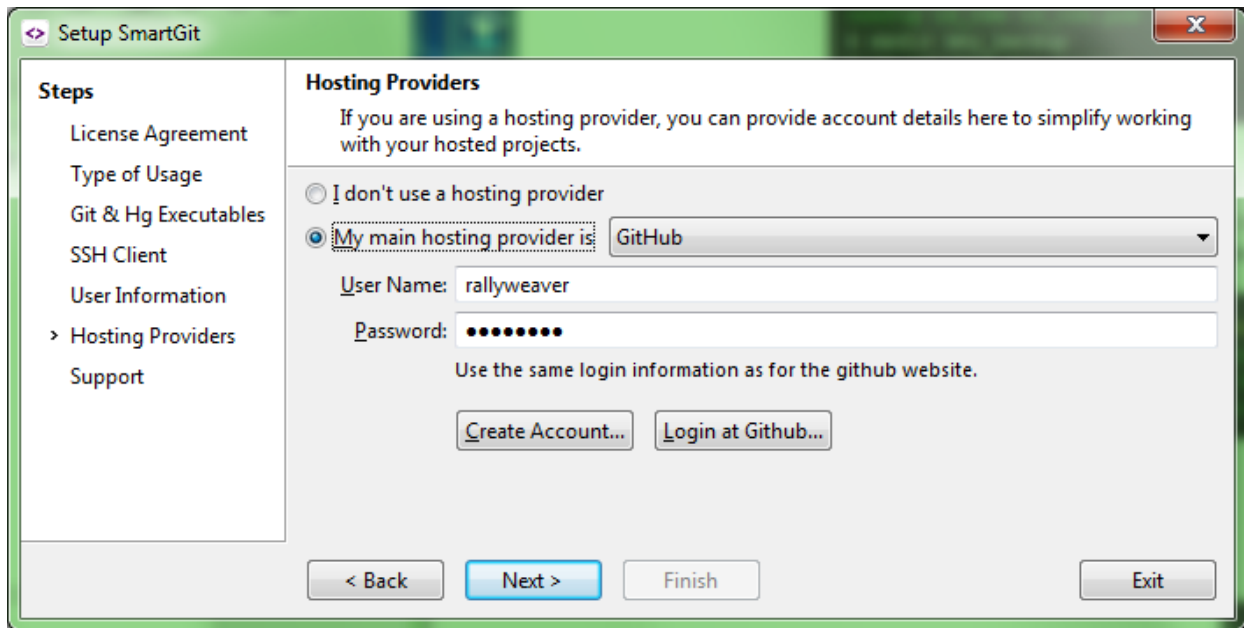 Setup SmartGit
Steps
License Agreement
Type of Usage
Git & Hg Executables
SSH Client
User Information
Hosting Providers
Support
Hosting Providers
If you are using a hosting provider, you can provide account details here to simplify working
with your hosted projects.
I don't use a hosting provider
My main hosting provider is GitHub
User Name: rallyweaver
Password: ●●●●●●●●
Use the same login information as for the github website.
Create Account... Login at Github...
< Back Next > Finish Exit